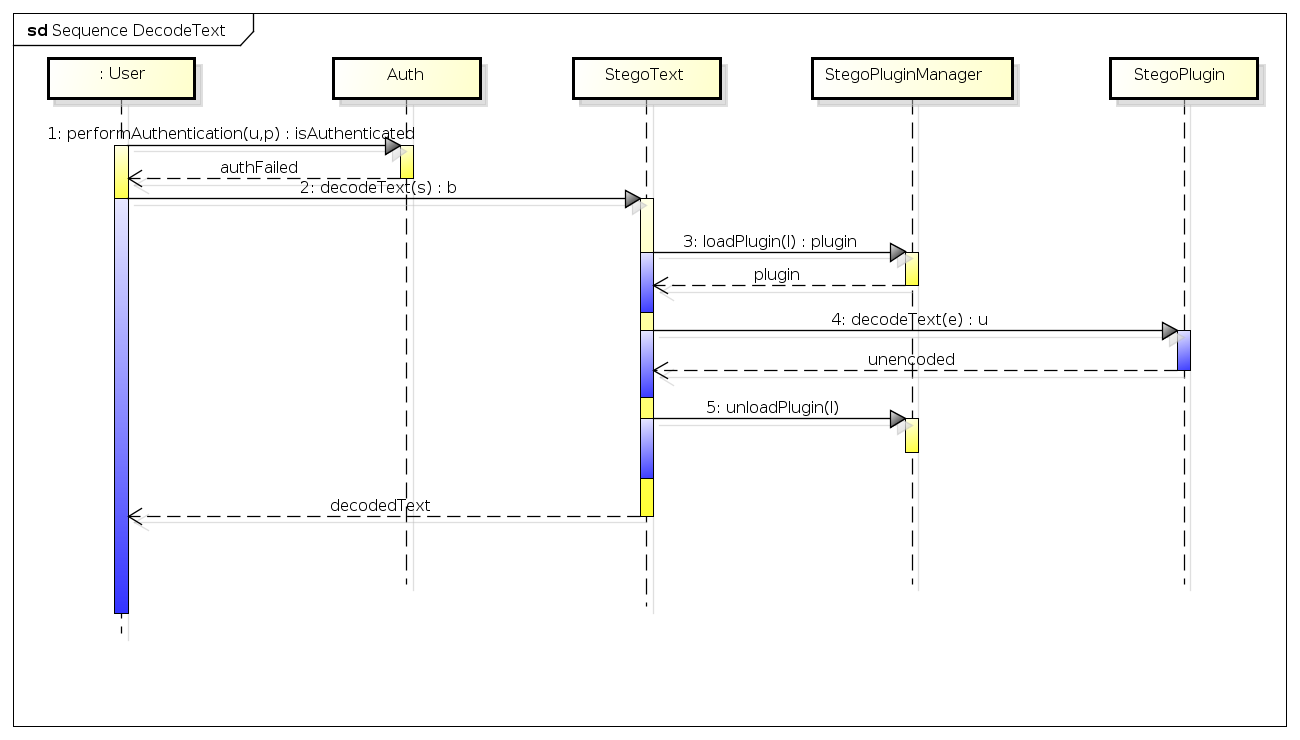 sd Sequence DecodeText
: User
Auth
StegoText
StegoPluginManager
StegoPlugin
1: performAuthentication(u,p) : isAuthenticated
authFailed
2: decodeText(s) : b
3: loadPlugin(l) : plugin
plugin
4: decodeText(e) : u
unencoded
5: unloadPlugin(l)
decodedText